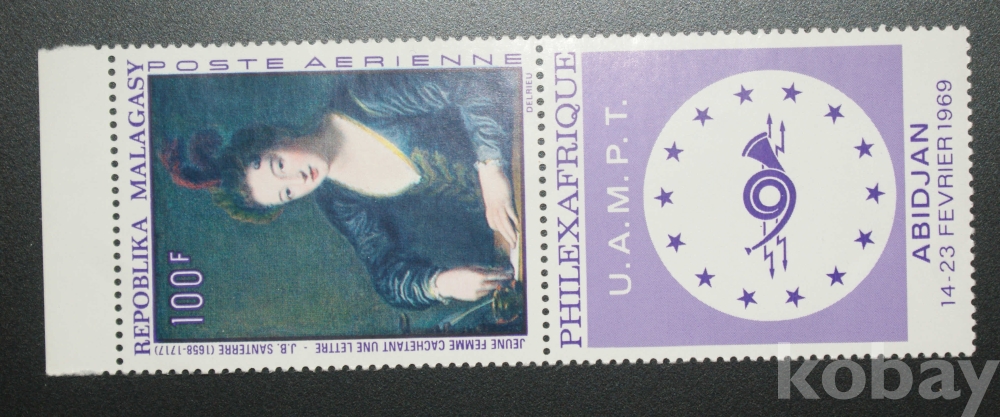 REPOBLIKA MALAGASY
POSTE AERIENNE
100F
DELRIEU
JEUNE FEMME CACHETANT UNE LETTRE - J.B. SANTERRE (1658-1717)
PHILEXAFRIQUE
U.A.M.P.T.
ABIDJAN
14-23 FEVRIER 1969
kobay